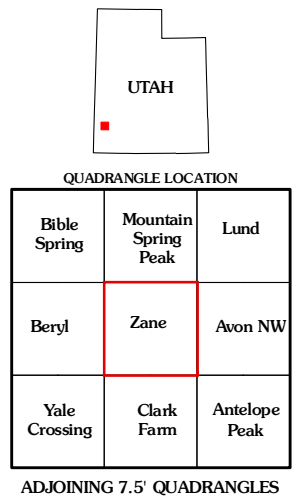 UTAH
QUADRANGLE LOCATION
Bible
Spring
Mountain
Spring
Peak
Lund
Beryl
Zane
Avon NW
Yale
Crossing
Clark
Farm
Antelope
Peak
ADJOINING 7.5' QUADRANGLES